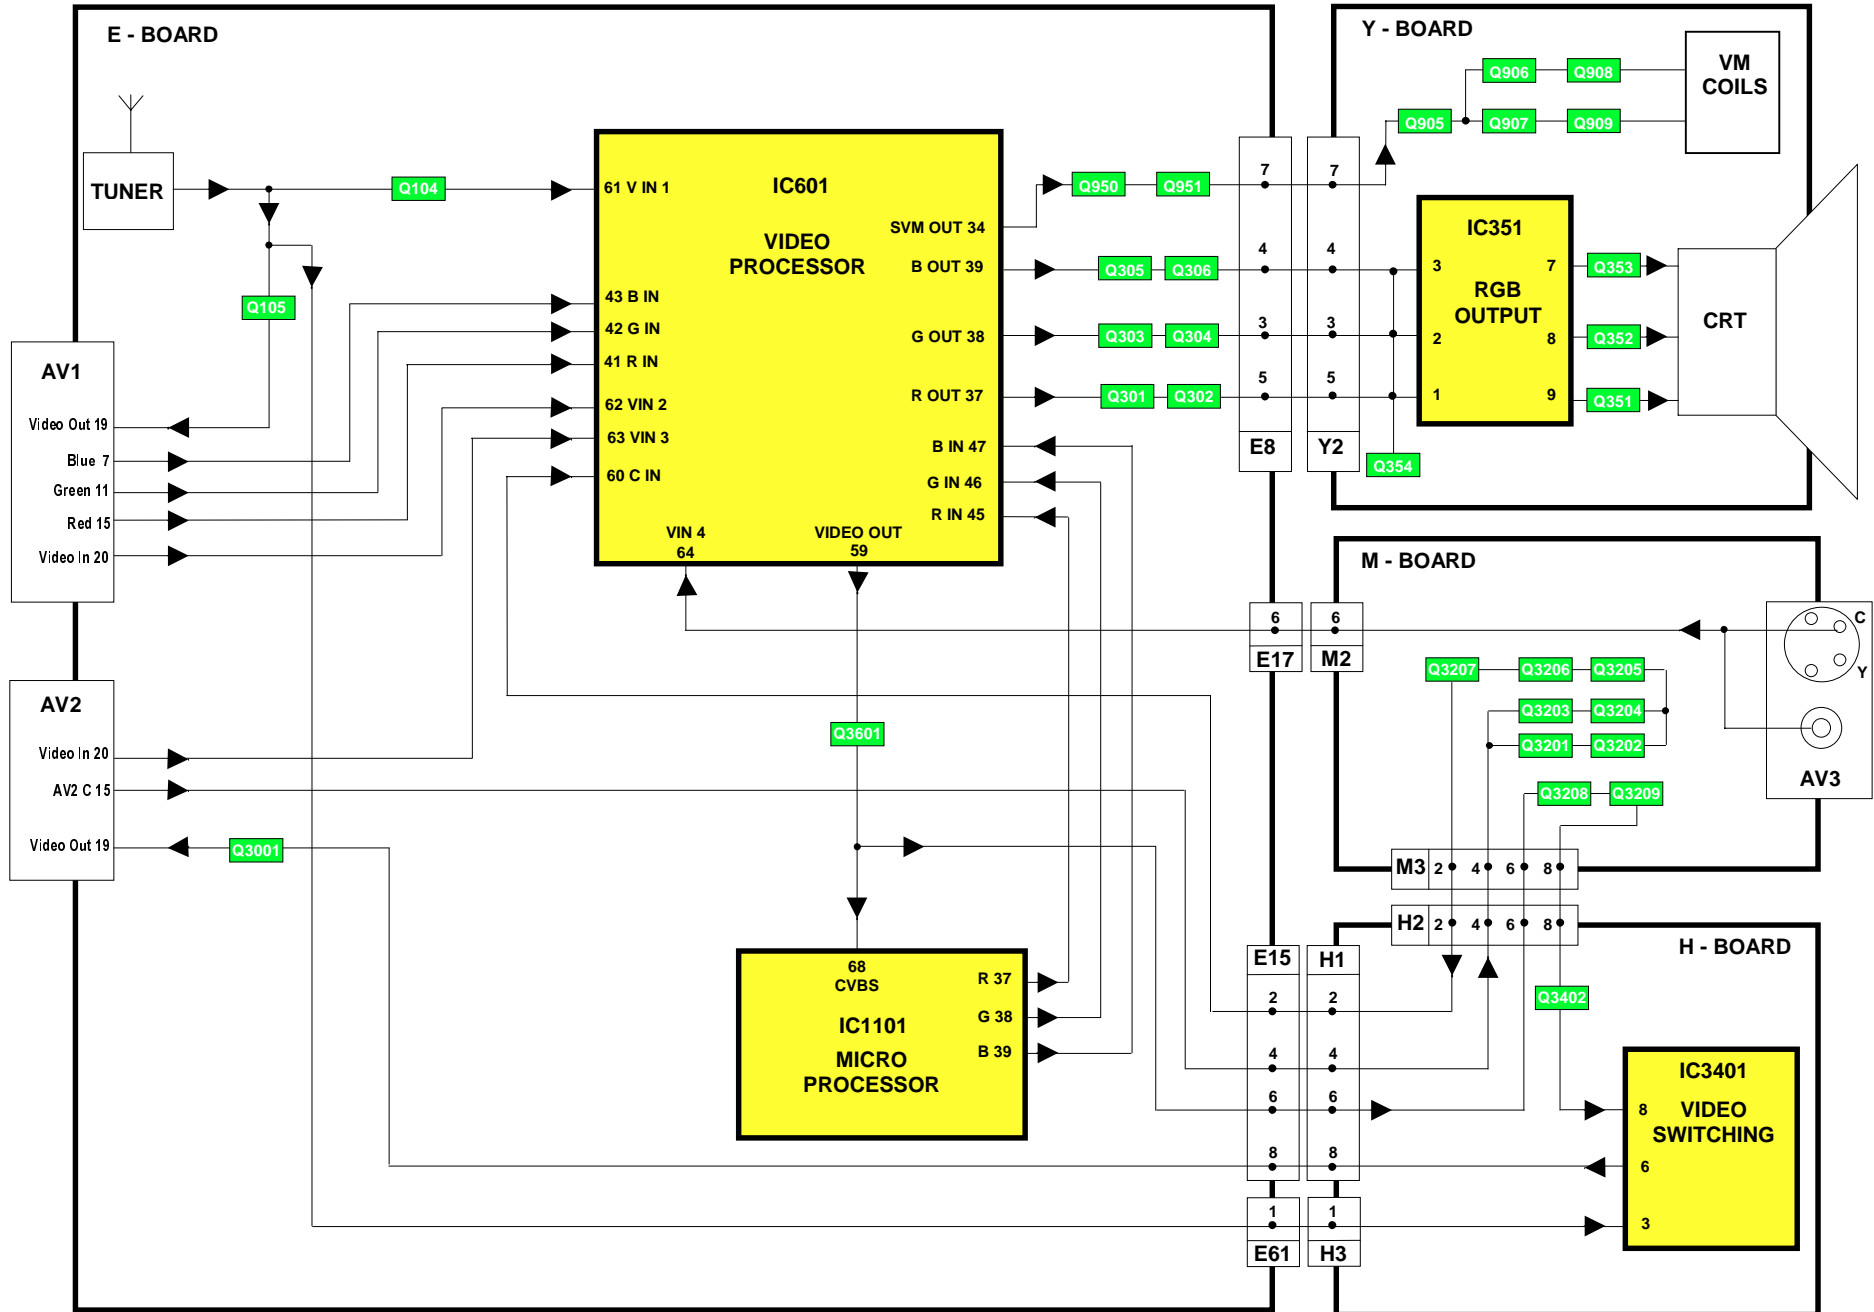 E - BOARD
TUNER
Q104
Q105
AV1
Video Out 19
Blue 7
Green 11
Red 15
Video In 20
AV2
Video In 20
AV2 C 15
Video Out 19
Q3001
IC601
VIDEO
PROCESSOR
61 V IN 1
43 B IN
42 G IN
41 R IN
62 VIN 2
63 VIN 3
60 C IN
VIN 4
64
VIDEO OUT
59
SVM OUT 34
B OUT 39
G OUT 38
R OUT 37
B IN 47
G IN 46
R IN 45
Q950
Q951
Q305
Q306
Q303
Q304
Q301
Q302
Q3601
68
CVBS
IC1101
MICRO
PROCESSOR
R 37
G 38
B 39
7
4
3
5
E8
7
4
3
5
Y2
6
E17
6
M2
E15
2
4
6
8
H1
2
4
6
8
1
E61
1
H3
Y - BOARD
Q905
Q906
Q908
Q907
Q909
VM
COILS
IC351
RGB
OUTPUT
3
2
1
7
8
9
Q353
Q352
Q351
Q354
CRT
M - BOARD
C
Y
AV3
Q3207
Q3206
Q3205
Q3203
Q3204
Q3201
Q3202
Q3208
Q3209
M3 2 4 6 8
H2 2 4 6 8
H - BOARD
Q3402
IC3401
VIDEO
SWITCHING
8
6
3